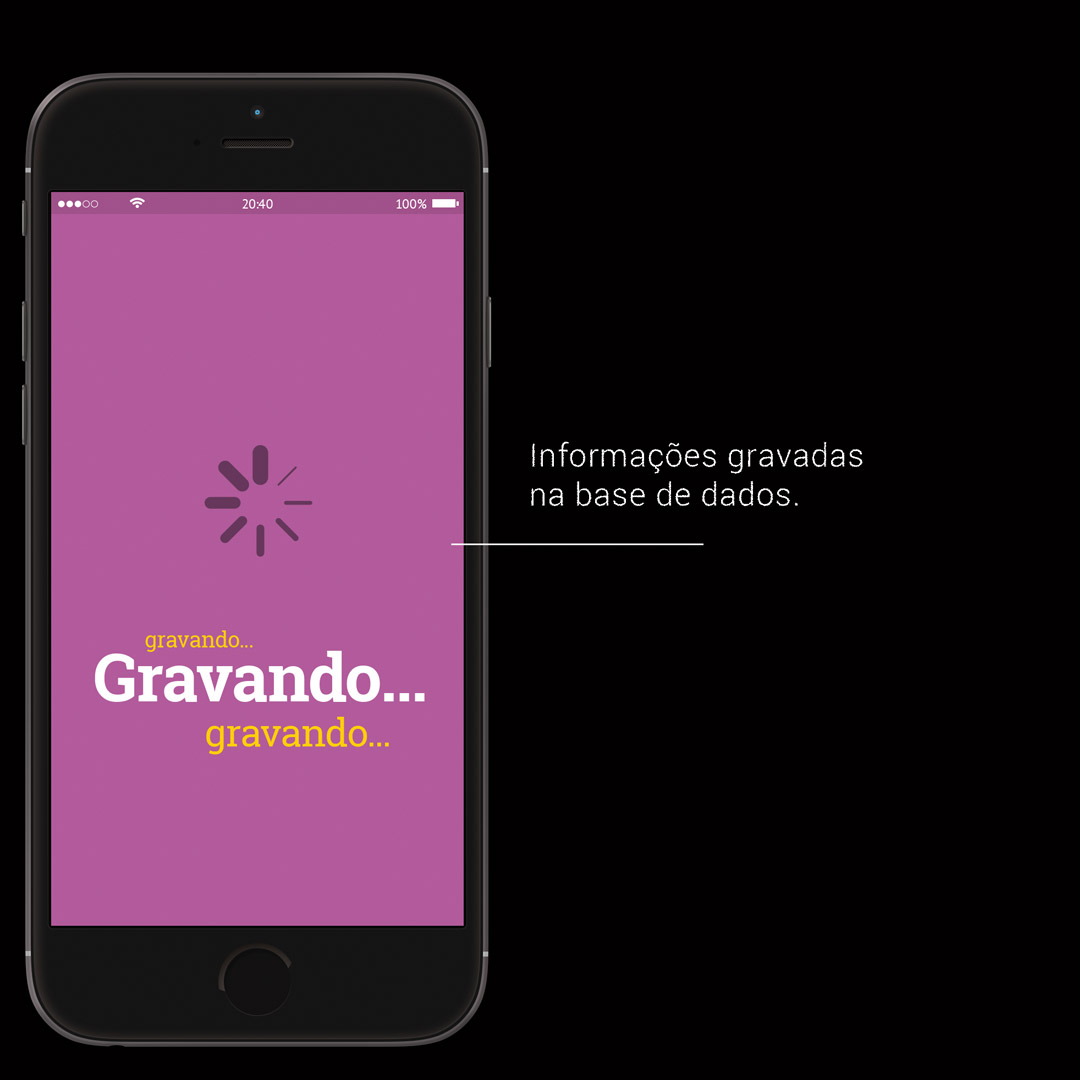 20:40
100%
Informações gravadas
na base de dados.
gravando...
Gravando...
gravando...